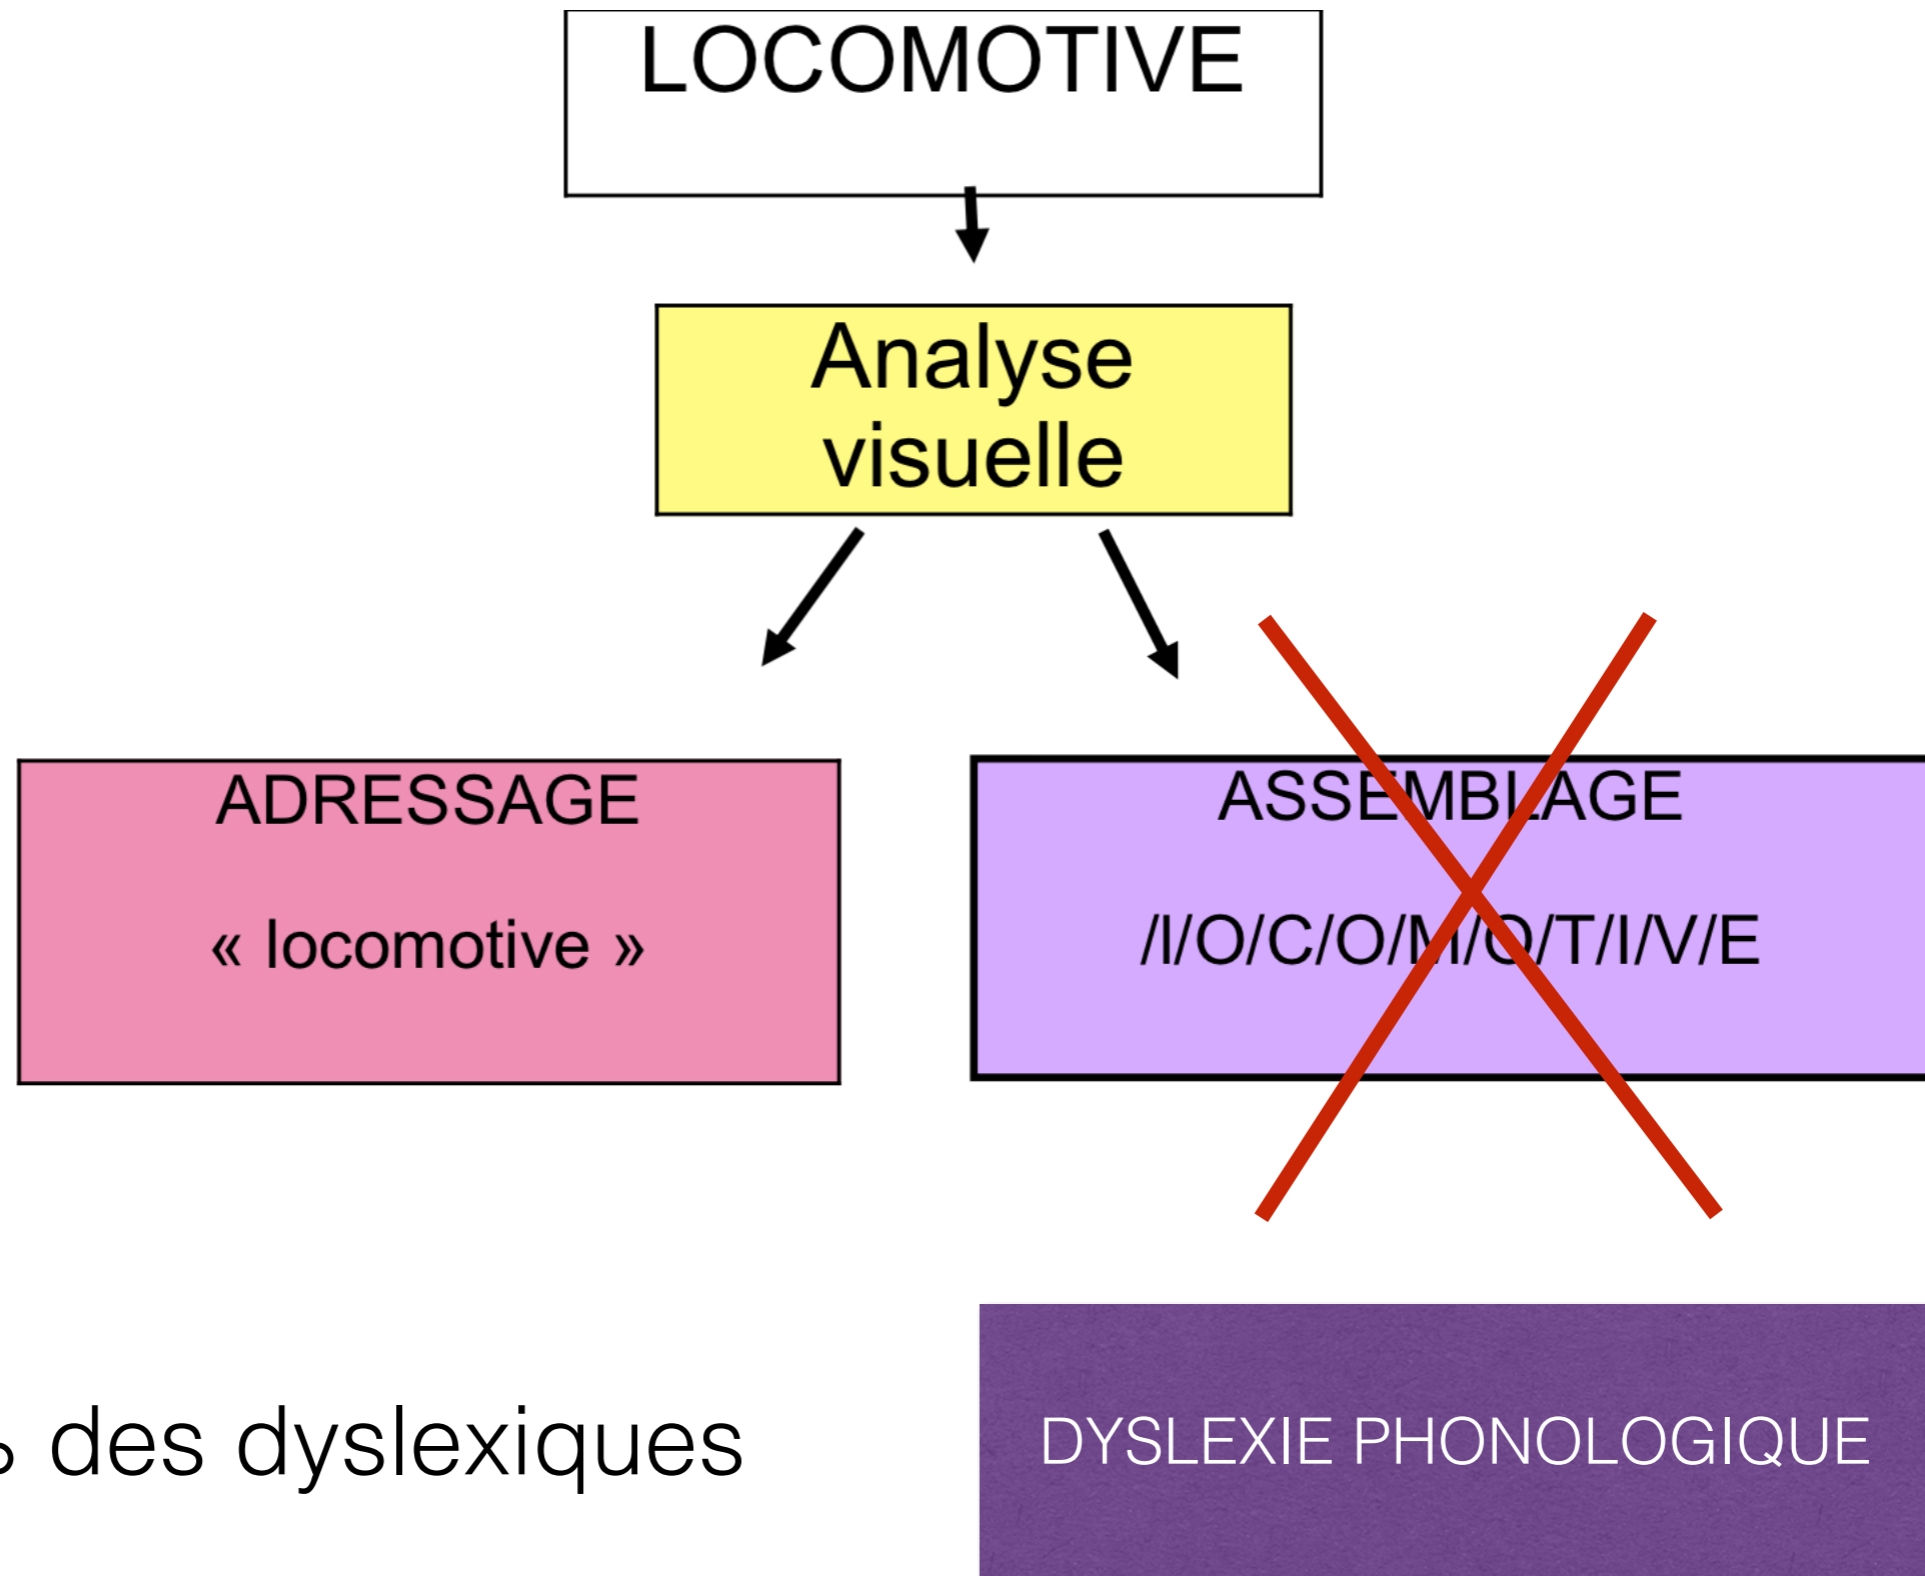 LOCOMOTIVE
Analyse
visuelle
ADRESSAGE
« locomotive »
ASSEMBLAGE
/l/O/C/O/M/O/T/I/V/E
% des dyslexiques
DYSLEXIE PHONOLOGIQUE